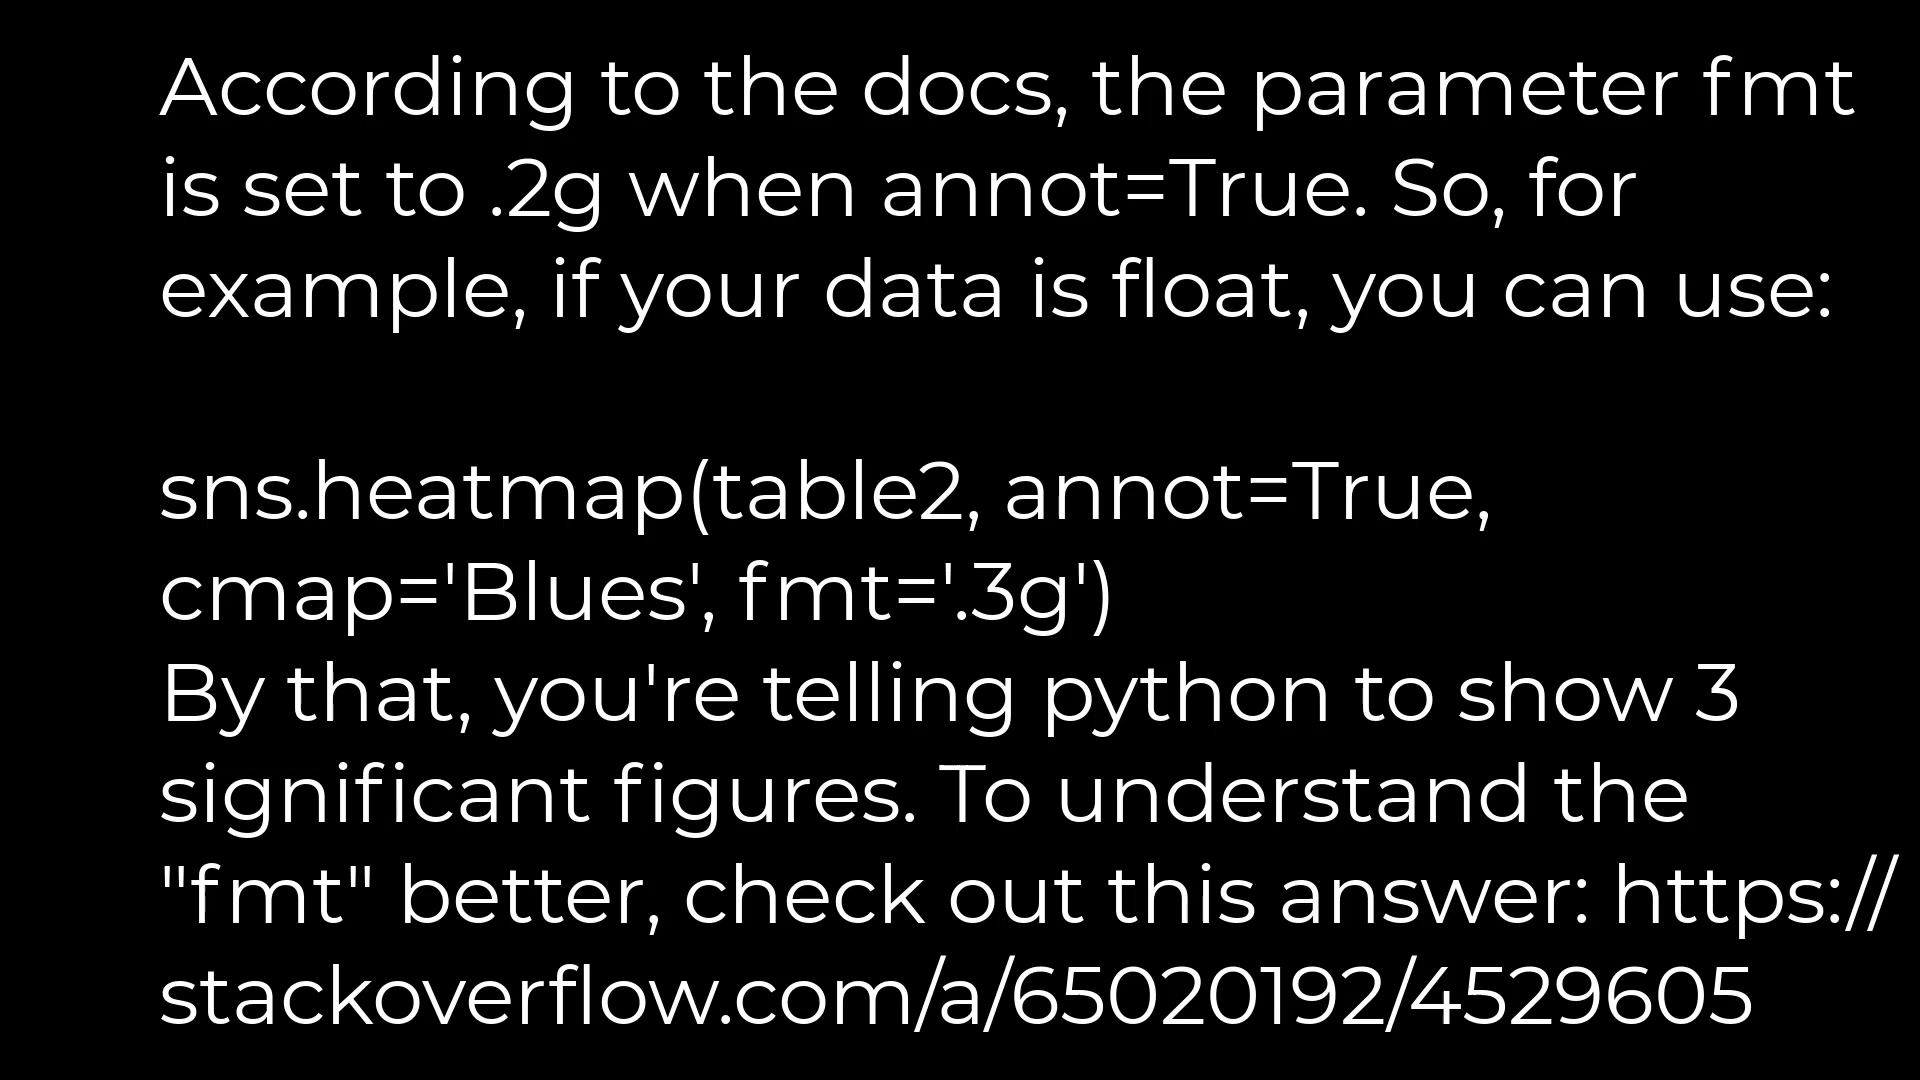 According to the docs, the parameter fmt
is set to .2g when annot=True. So, for
example, if your data is float, you can use:
sns.heatmap(table2, annot=True,
cmap='Blues', fmt='.3g')
By that, you're telling python to show 3
significant figures. To understand the
"fmt" better, check out this answer: https://
stackoverflow.com/a/65020192/4529605